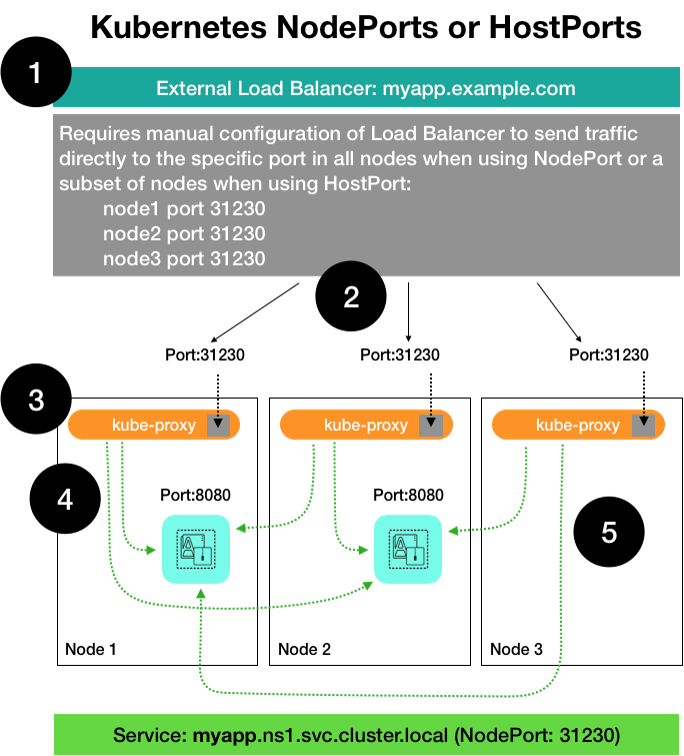 Kubernetes NodePorts or HostPorts
1
External Load Balancer: myapp.example.com
Requires manual configuration of Load Balancer to send traffic
directly to the specific port in all nodes when using NodePort or a
subset of nodes when using HostPort:
node1 port 31230
node2 port 31230
node3 port 31230
2
Port:31230
Port:31230
Port:31230
3
kube-proxy
kube-proxy
kube-proxy
4
Port:8080
Port:8080
5
Node 1
Node 2
Node 3
Service: myapp.ns1.svc.cluster.local (NodePort: 31230)